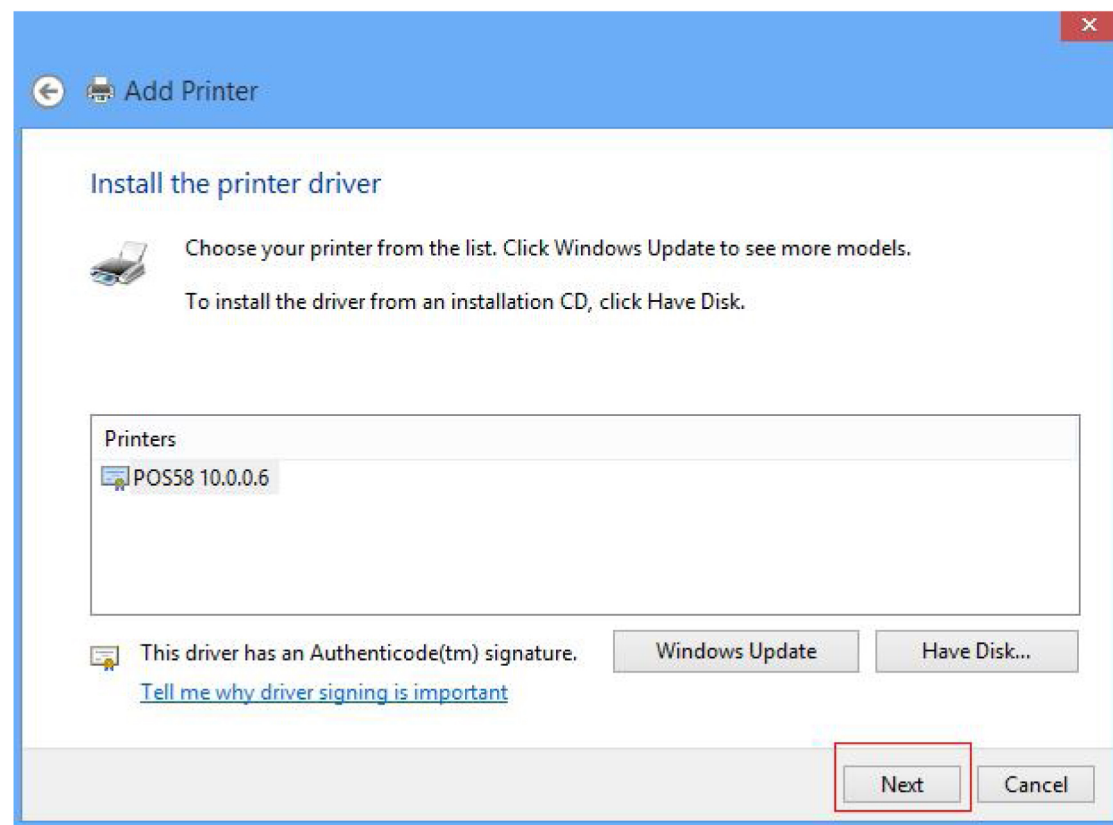 Add Printer
Install the printer driver
Choose your printer from the list. Click Windows Update to see more models.
To install the driver from an installation CD, click Have Disk.
Printers
POS58 10.0.0.6
This driver has an Authenticode(tm) signature.
Windows Update
Have Disk...
Tell me why driver signing is important
Next
Cancel